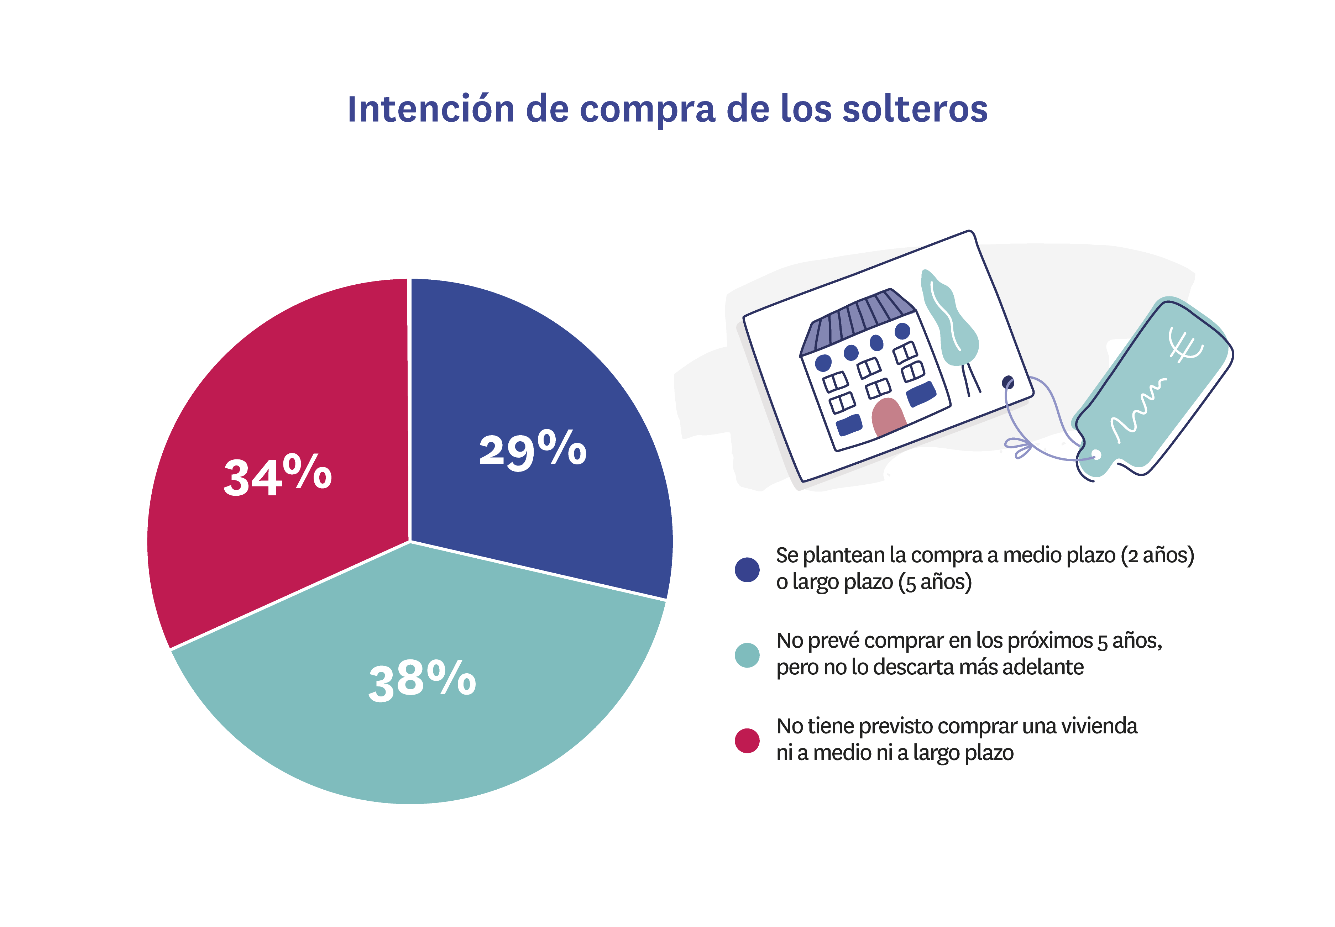 Intención de compra de los solteros
34%
29%
38%
Se plantean la compra a medio plazo (2 años)
o largo plazo (5 años)
No prevé comprar en los próximos 5 años,
pero no lo descarta más adelante
No tiene previsto comprar una vivienda
ni a medio ni a largo plazo